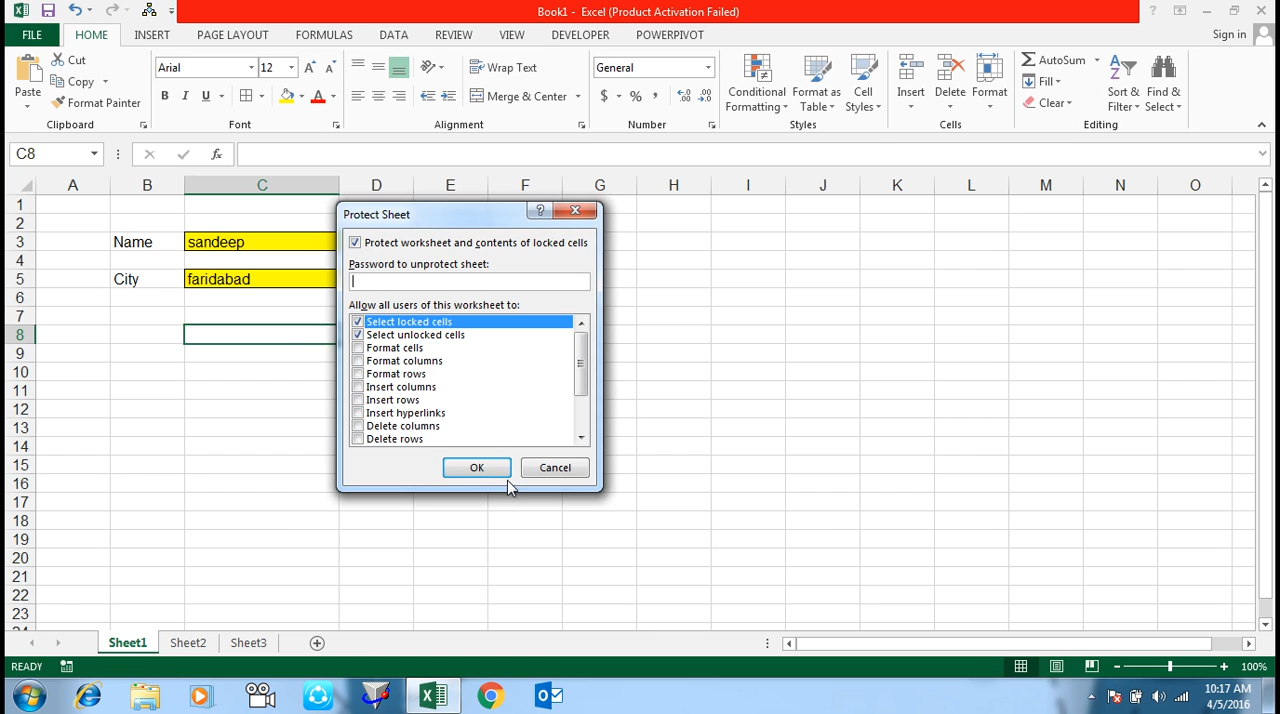 Book1 - Excel (Product Activation Failed)
FILE HOME INSERT PAGE LAYOUT FORMULAS DATA REVIEW VIEW DEVELOPER POWERPIVOT Sign in
Cut
Copy
Format Painter
Paste
Clipboard
Arial 12
B I U
Font
Wrap Text
Merge & Center
Alignment
General
$ % ,
Number
Conditional Formatting
Format as Table
Cell Styles
Styles
Insert Delete Format
Cells
AutoSum
Fill
Clear
Sort & Filter
Find & Select
Editing
C8 fx
A B C D E F G H I J K L M N O
1
2
3 Name sandeep
4
5 City faridabad
6
7
8
9
10
11
12
13
14
15
16
17
18
19
20
21
22
23
24
Protect Sheet
Protect worksheet and contents of locked cells
Password to unprotect sheet:
Allow all users of this worksheet to:
Select locked cells
Select unlocked cells
Format cells
Format columns
Format rows
Insert columns
Insert rows
Insert hyperlinks
Delete columns
Delete rows
OK Cancel
Sheet1 Sheet2 Sheet3
READY 100%
10:17 AM
4/5/2016